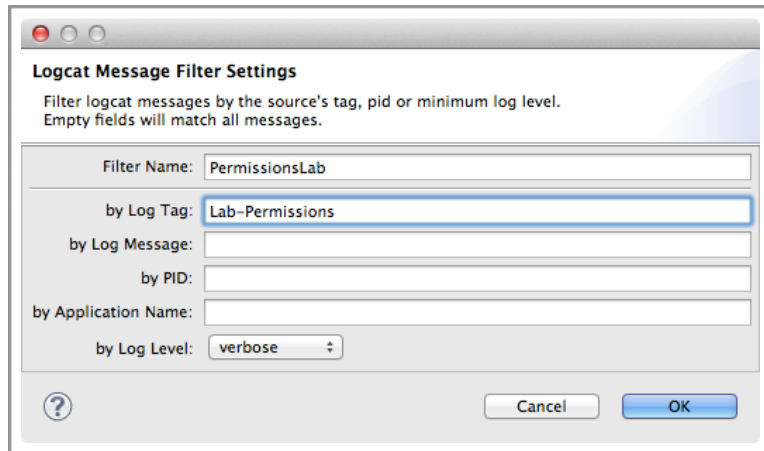 Logcat Message Filter Settings
Filter logcat messages by the source's tag, pid or minimum log level.
Empty fields will match all messages.
Filter Name: PermissionsLab
by Log Tag: Lab-Permissions
by Log Message:
by PID:
by Application Name:
by Log Level: verbose
? Cancel OK